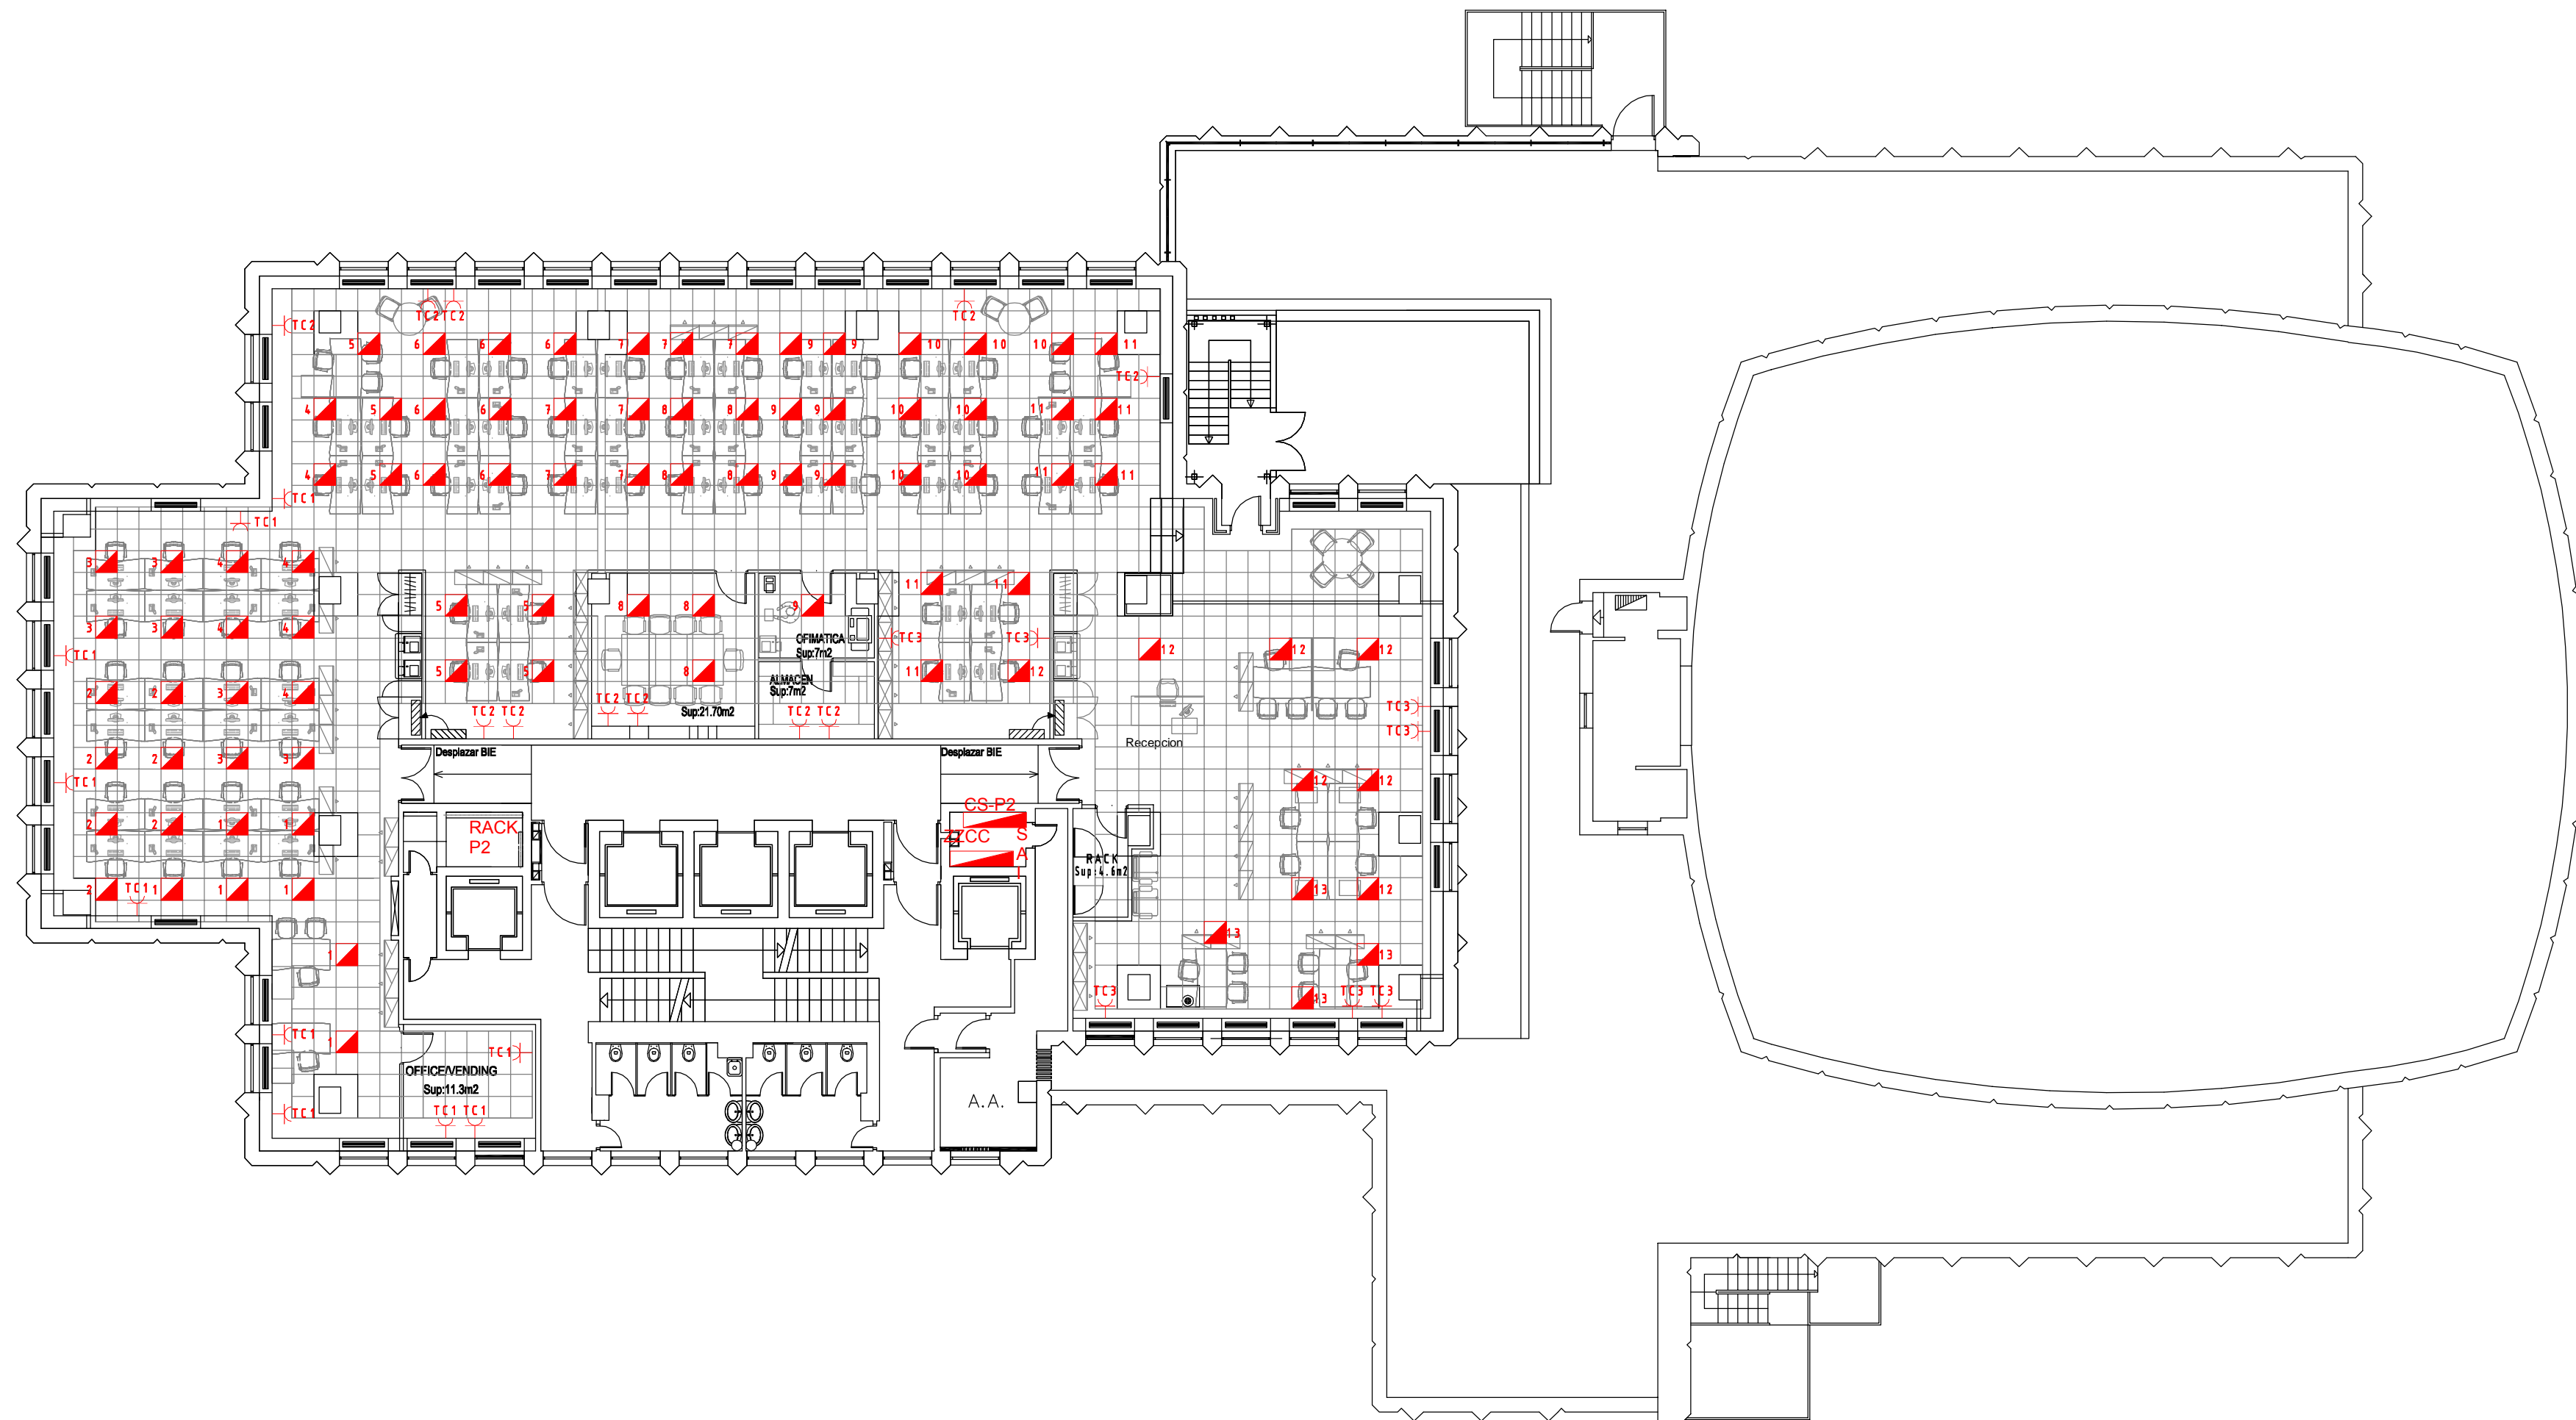 TC2 TC2 TC2
TC2
5 6 6 6 7 7 7 9 9 10 10 10 11
TC2
4 5 6 6 7 7 8 8 9 9 10 10 11 11
4 5 6 6 7 7 8 8 9 9 10 10 11 11
TC1
TC1
3 3 4 4
11 11
5 5 8 8 9
3 3 4 4
OFIMATICA
Sup:7m2
TC3 TC3
12 12 12
TC1
5 5 8 11 12
ALMACEN
Sup:7m2
2 2 3 4
TC2 TC2 TC2 TC2 TC2 TC2
Sup:21.70m2
TC3
TC3
Recepcion
Desplazar BIE
Desplazar BIE
2 2 3 3
TC1
12 12
CS-P2
S
A
I
ZZCC
RACK
P2
2 2 1 1
RACK
Sup:4.6m2
2 TC1 1 1 1
13 12
13
1
13
TC3 TC3 TC3
13
TC1
1
TC1
OFFICE/VENDING
Sup:11.3m2
TC1 TC1
TC1
A.A.